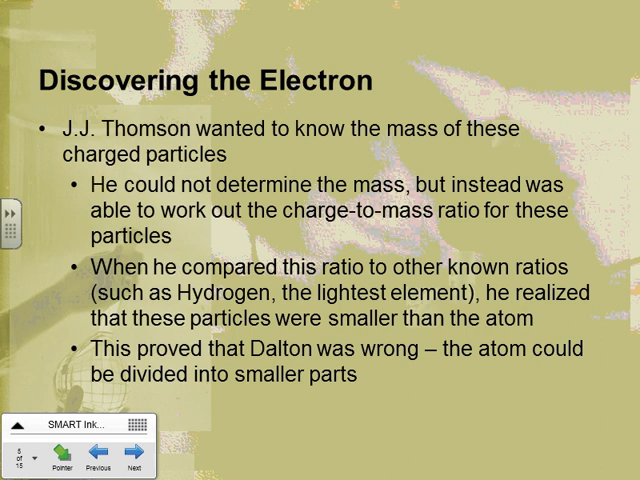 Discovering the Electron
• J.J. Thomson wanted to know the mass of these
charged particles
• He could not determine the mass, but instead was
able to work out the charge-to-mass ratio for these
particles
• When he compared this ratio to other known ratios
(such as Hydrogen, the lightest element), he realized
that these particles were smaller than the atom
• This proved that Dalton was wrong – the atom could
be divided into smaller parts
SMART Ink...
of
15
Pointer Previous Next